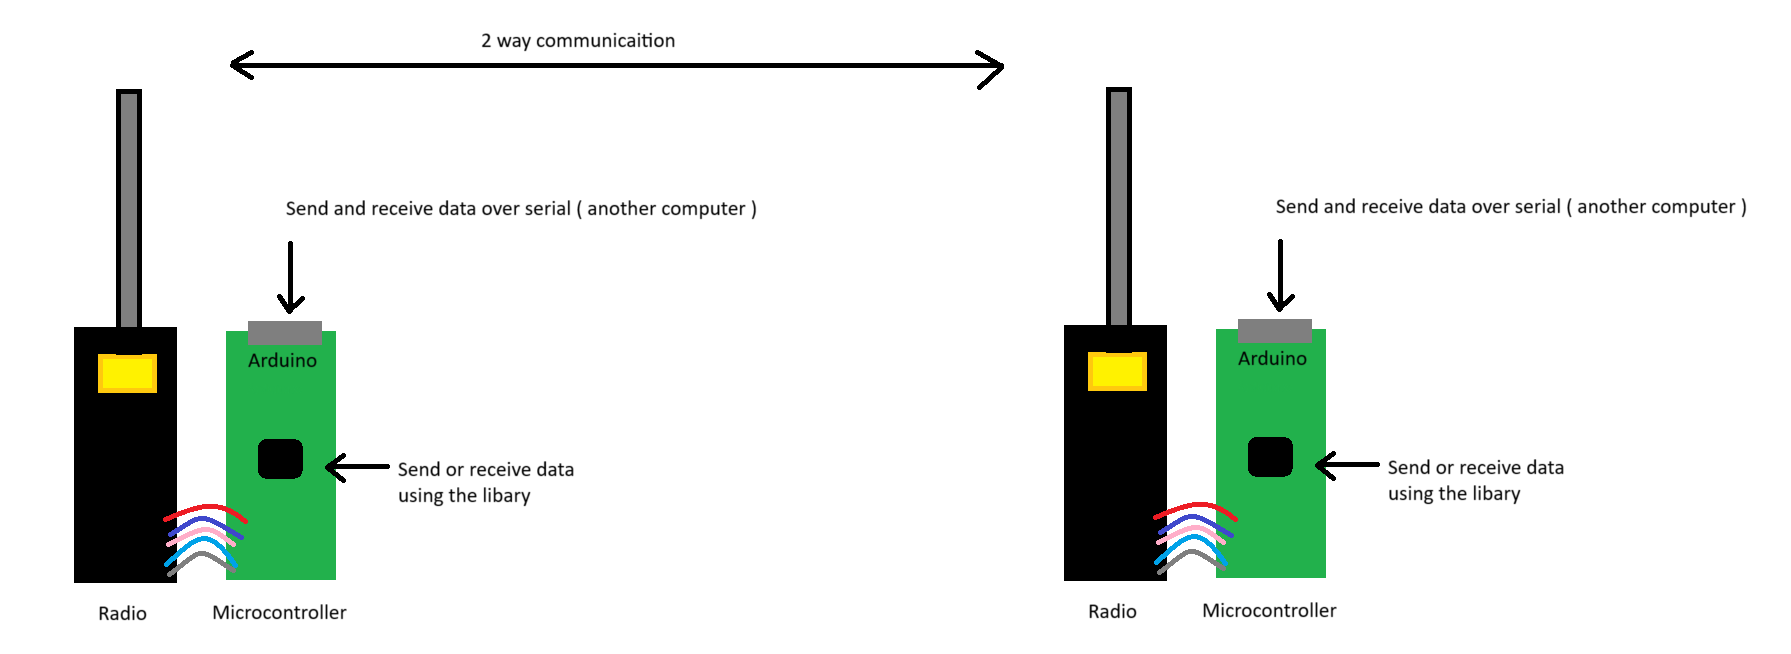 2 way communicaition
Send and receive data over serial ( another computer )
Arduino
Send or receive data
using the libary
Radio
Microcontroller
Send and receive data over serial ( another computer )
Arduino
Send or receive data
using the libary
Radio
Microcontroller